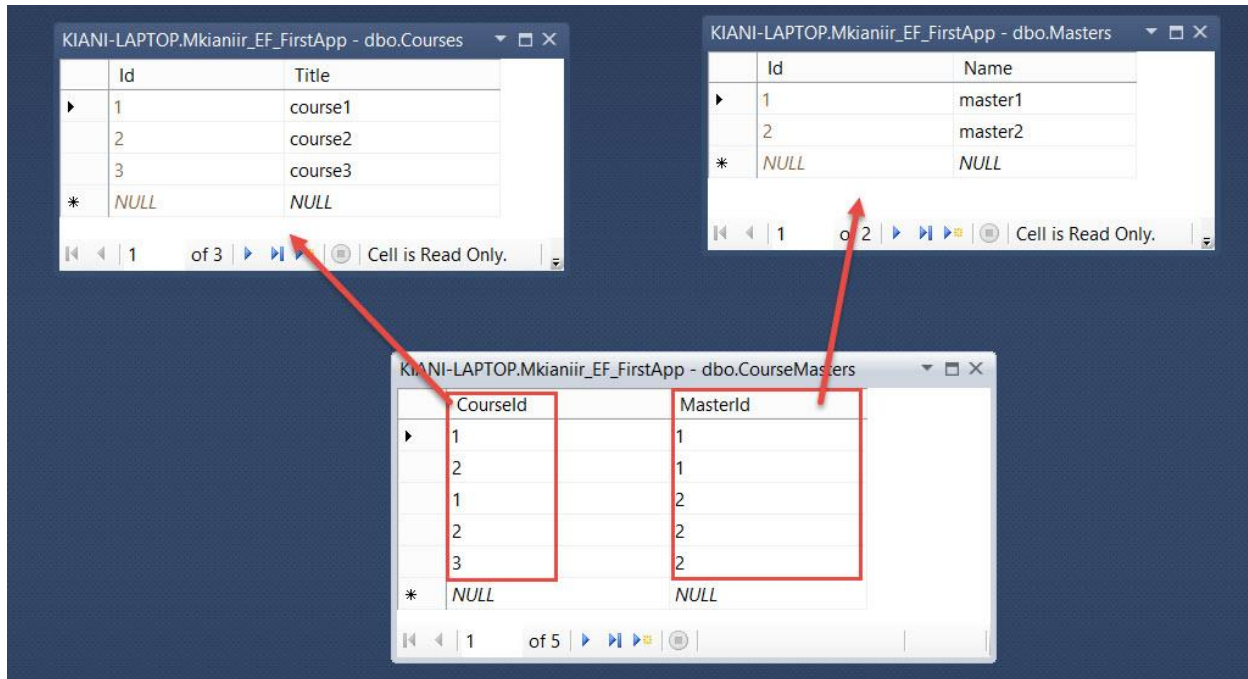 KIANI-LAPTOP.Mkianiir_EF_FirstApp - dbo.Courses
Id Title
1 course1
2 course2
3 course3
NULL NULL
1 of 3 Cell is Read Only.
KIANI-LAPTOP.Mkianiir_EF_FirstApp - dbo.Masters
Id Name
1 master1
2 master2
NULL NULL
1 of 2 Cell is Read Only.
KIANI-LAPTOP.Mkianiir_EF_FirstApp - dbo.CourseMasters
CourseId MasterId
1 1
2 1
1 2
2 2
3 2
NULL NULL
1 of 5